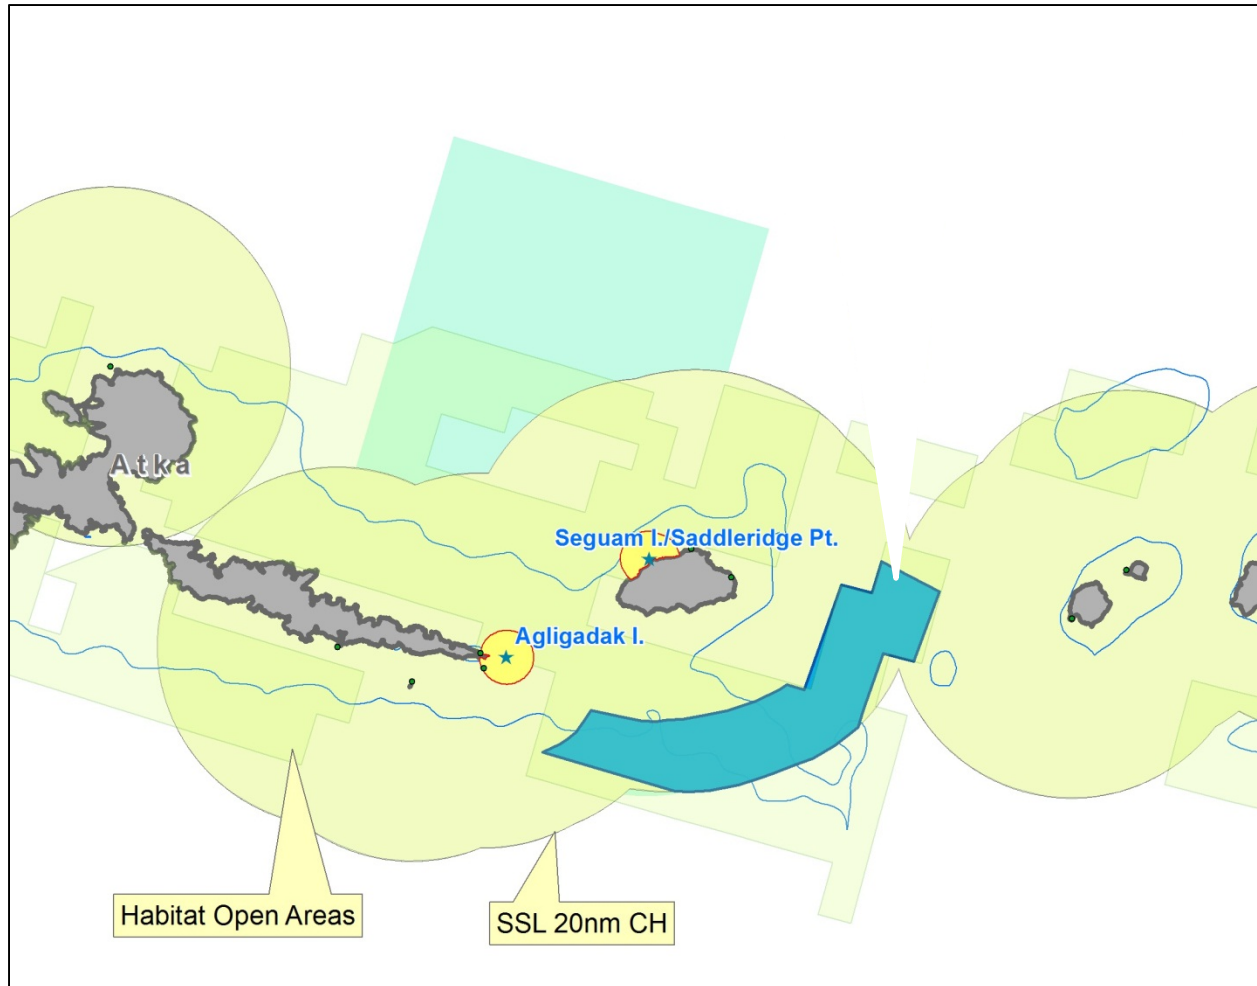 Atka
Seguam I./Saddleridge Pt.
Agligadak I.
Habitat Open Areas
SSL 20nm CH